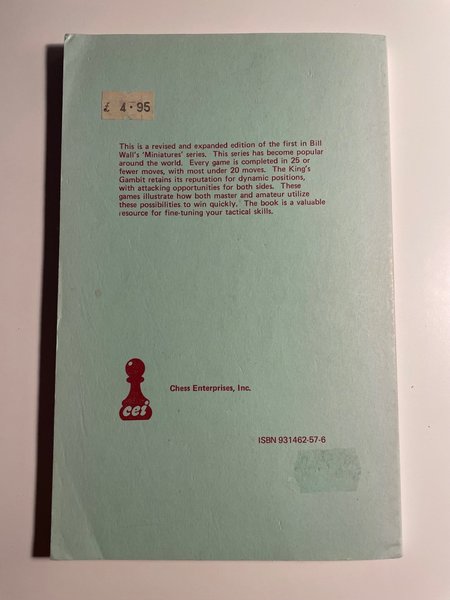 £ 4·95
This is a revised and expanded edition of the first in Bill
Wall's 'Miniatures' series. This series has become popular
around the world. Every game is completed in 25 or
fewer moves, with most under 20 moves. The King's
Gambit retains its reputation for dynamic positions,
with attacking opportunities for both sides. These
games illustrate how both master and amateur utilize
these possibilities to win quickly. The book is a valuable
resource for fine-tuning your tactical skills.
cei
Chess Enterprises, Inc.
ISBN 931462-57-6